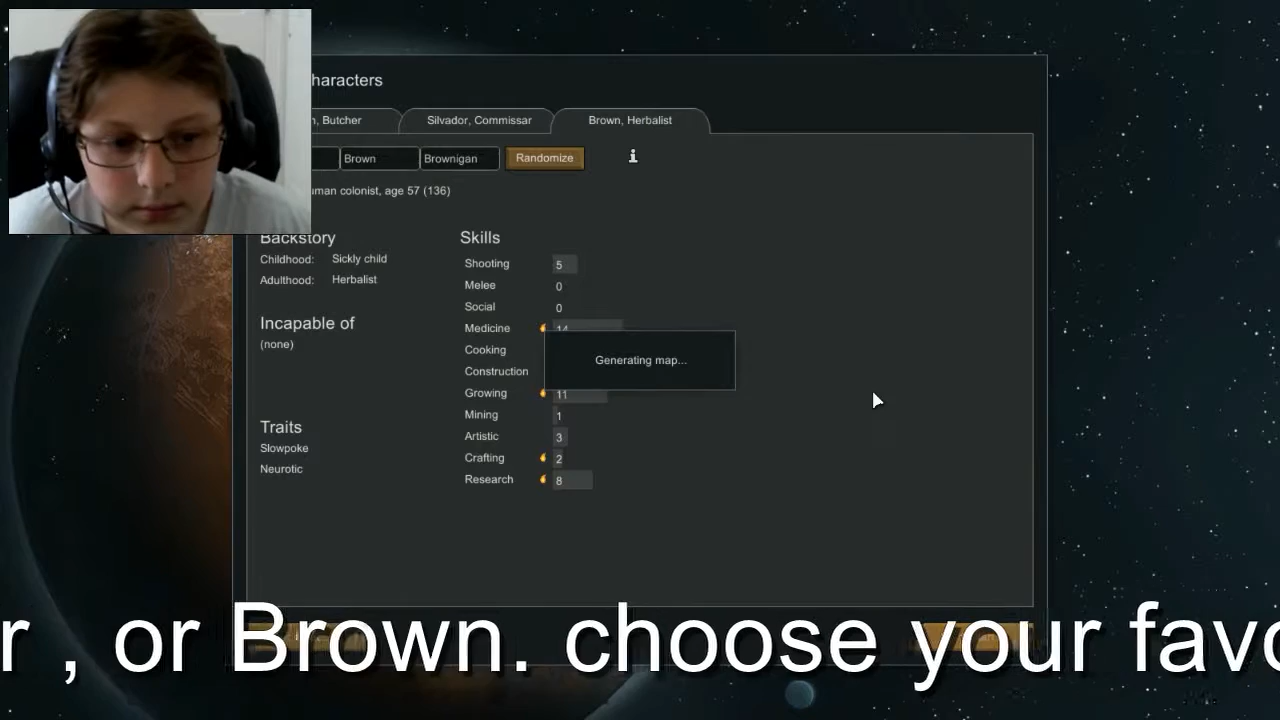 haracters
n, Butcher
Silvador, Commissar
Brown, Herbalist
Brown
Brownigan
Randomize
uman colonist, age 57 (136)
Backstory
Childhood: Sickly child
Adulthood: Herbalist
Incapable of
(none)
Traits
Slowpoke
Neurotic
Skills
Shooting 5
Melee 0
Social 0
Medicine 14
Cooking
Construction
Growing 11
Mining 1
Artistic 3
Crafting 2
Research 8
Generating map...
r , or Brown. choose your favo